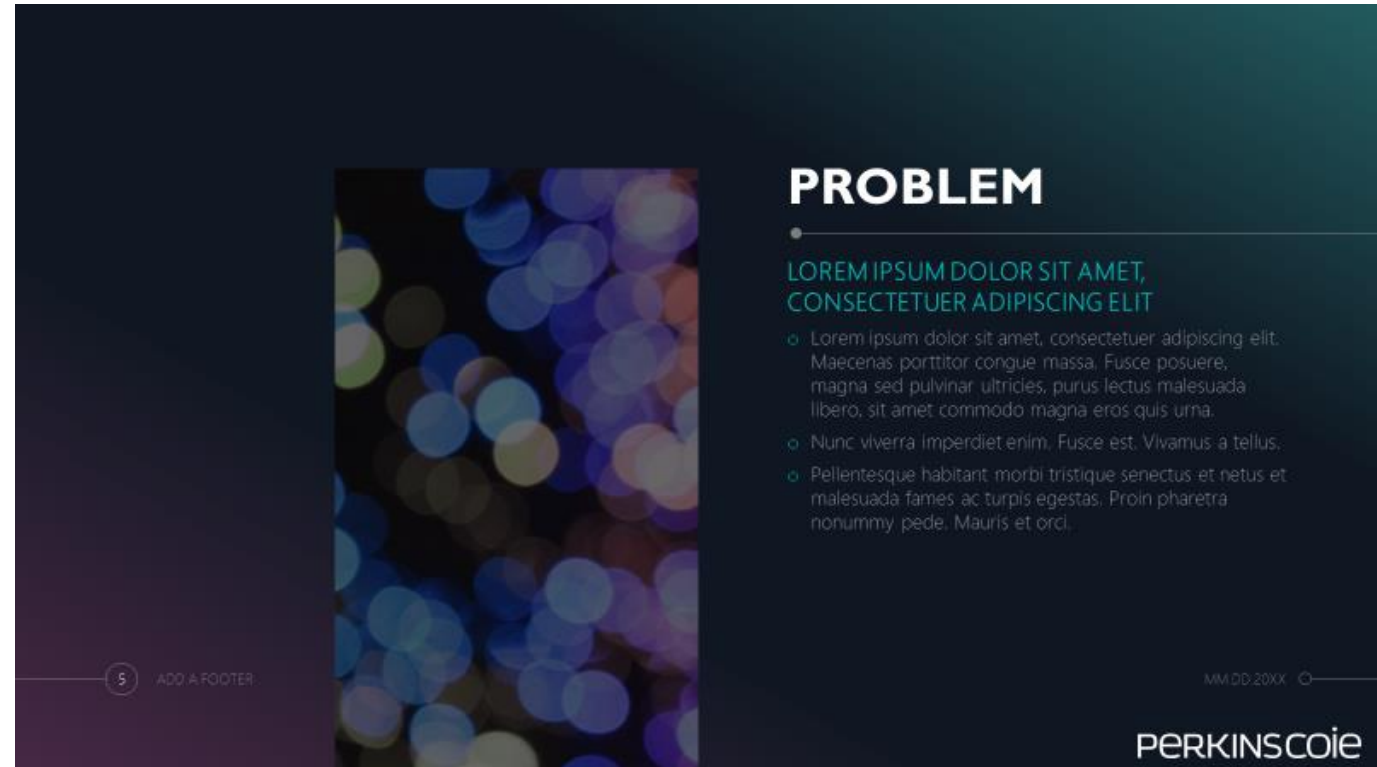 PROBLEM
LOREM IPSUM DOLOR SIT AMET,
CONSECTETUER ADIPISCING ELIT
Lorem ipsum dolor sit amet, consectetuer adipiscing elit.
Maecenas porttitor congue massa. Fusce posuere,
magna sed pulvinar ultricies, purus lectus malesuada
libero, sit amet commodo magna eros quis urna.
Nunc viverra imperdiet enim. Fusce est. Vivamus a tellus.
Pellentesque habitant morbi tristique senectus et netus et
malesuada fames ac turpis egestas. Proin pharetra
nonummy pede. Mauris et orci.
5 ADD A FOOTER
MM.DD.20XX
PERKINSCOIE